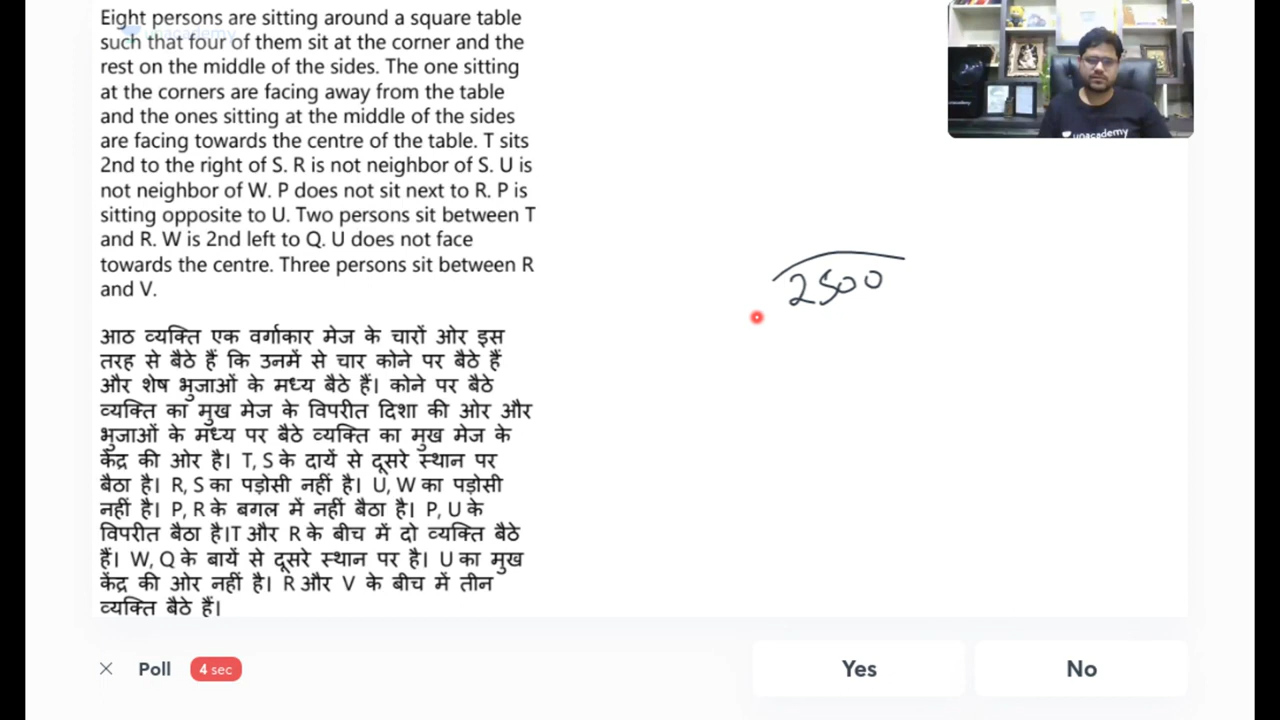 Eight persons are sitting around a square table
such that four of them sit at the corner and the
rest on the middle of the sides. The one sitting
at the corners are facing away from the table
and the ones sitting at the middle of the sides
are facing towards the centre of the table. T sits
2nd to the right of S. R is not neighbor of S. U is
not neighbor of W. P does not sit next to R. P is
sitting opposite to U. Two persons sit between T
and R. W is 2nd left to Q. U does not face
towards the centre. Three persons sit between R
and V.
आठ व्यक्ति एक वर्गाकार मेज के चारों ओर इस
तरह से बैठे हैं कि उनमें से चार कोने पर बैठे हैं
और शेष भुजाओं के मध्य बैठे हैं। कोने पर बैठे
व्यक्ति का मुख मेज के विपरीत दिशा की ओर और
भुजाओं के मध्य पर बैठे व्यक्ति का मुख मेज के
केंद्र की ओर है। T, S के दायें से दूसरे स्थान पर
बैठा है। R, S का पड़ोसी नहीं है। U, W का पड़ोसी
नहीं है। P, R के बगल में नहीं बैठा है। P, U के
विपरीत बैठा है।T और R के बीच में दो व्यक्ति बैठे
हैं। W, Q के बायें से दूसरे स्थान पर है। U का मुख
केंद्र की ओर नहीं है। R और V के बीच में तीन
व्यक्ति बैठे हैं।
unacademy
2500
unacademy
Poll
4 sec
Yes
No